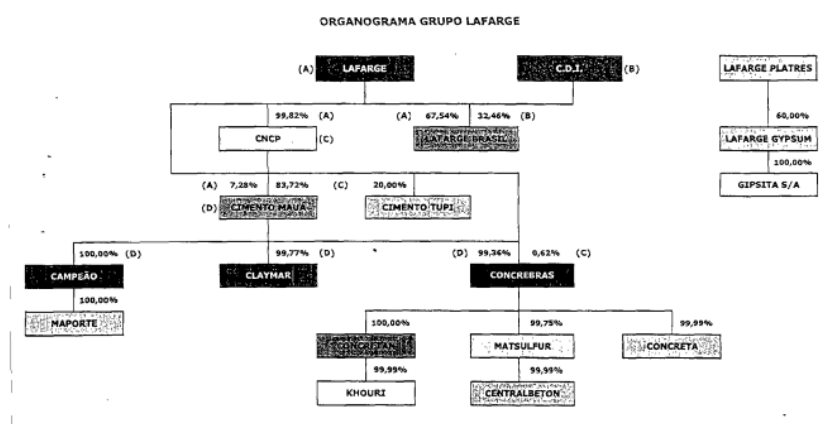 ORGANOGRAMA GRUPO LAFARGE
(A) LAFARGE C.D.I. (B) LAFARGE PLATRES
99,82% (A) (A) 67,54% 32,46% (B) 60,00%
CNCP (C) LAFARGE BRASIL LAFARGE GYPSUM
100,00%
(A) 7,28% 83,72% (C) 20,00% GIPSITA S/A
(D) CIMENTO MAUÁ CIMENTO TUPI
100,00% (D) 99,77% (D) (D) 99,36% 0,62% (C)
CAMPEÃO CLAYMAR CONCREBRAS
100,00%
MAPORTE 100,00% 99,75% 99,99%
CONCRETAN MATSULFUR CONCRETA
99,99% 99,99%
KHOURI CENTRALBETON